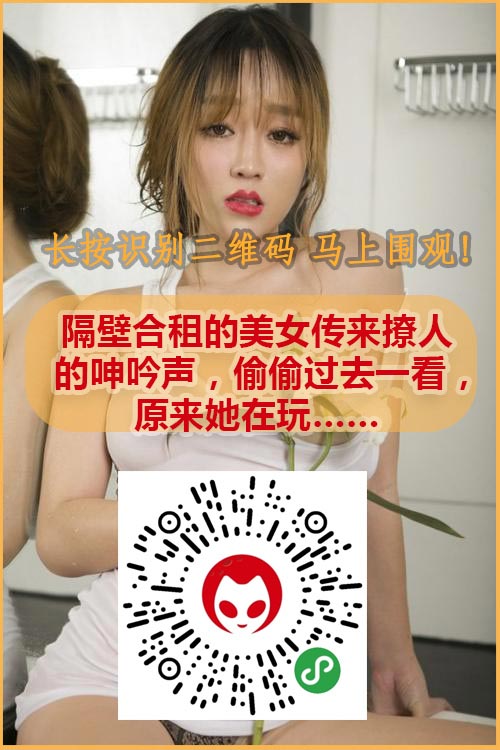 长按识别二维码 马上围观！
隔壁合租的美女传来撩人
的呻吟声，偷偷过去一看，
原来她在玩......